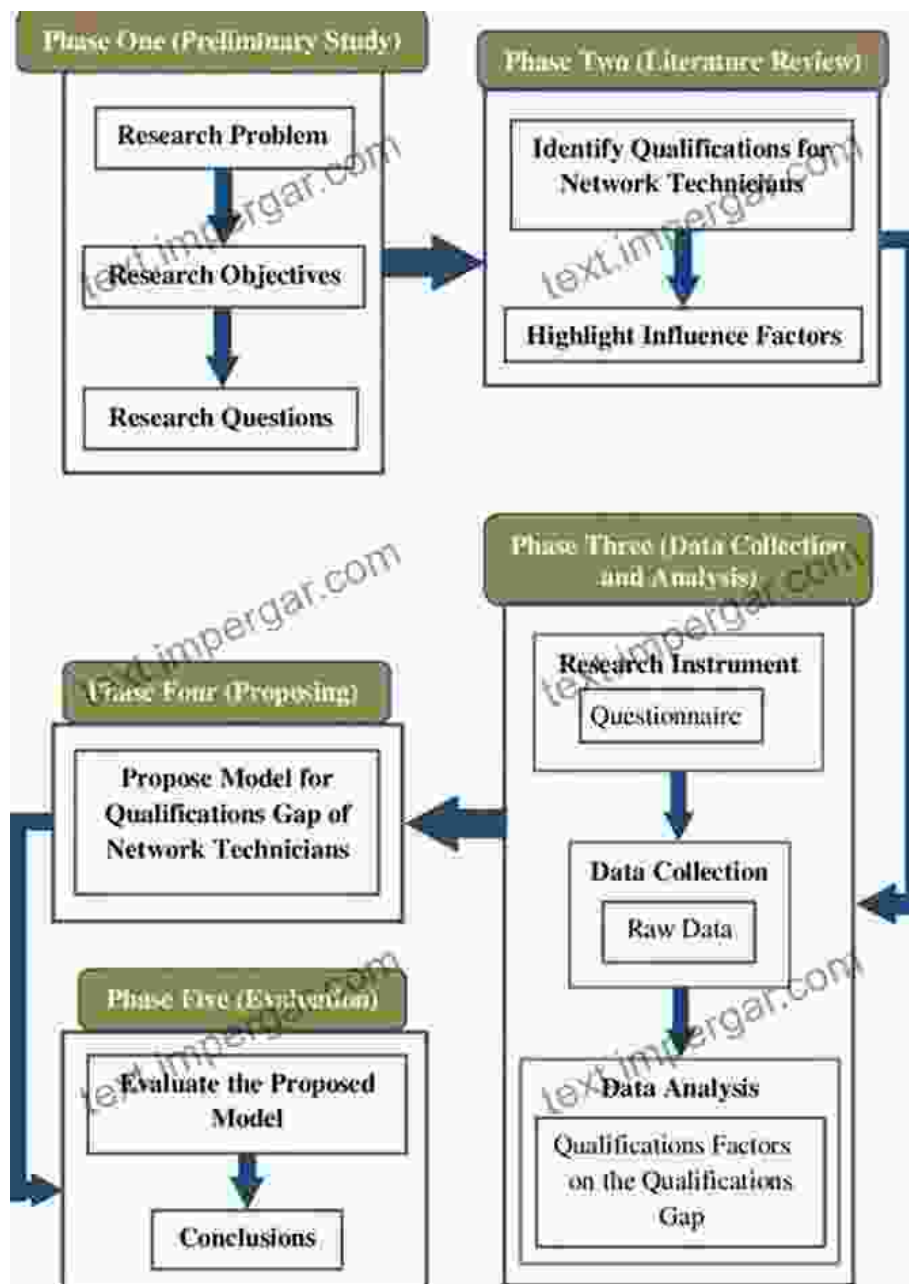 Phase One (Preliminary Study)
Research Problem
Research Objectives
Research Questions
Phase Two (Literature Review)
Identify Qualifications for
Network Technicians
Highlight Influence Factors
Phase Three (Data Collection
and Analysis)
Research Instrument
Questionnaire
Data Collection
Raw Data
Data Analysis
Qualifications Factors
on the Qualifications
Gap
Phase Four (Proposing)
Propose Model for
Qualifications Gap of
Network Technicians
Phase Five (Evaluation)
Evaluate the Proposed
Model
Conclusions
text.impergar.com
text.impergar.com
text.impergar.com
text.impergar.com
text.impergar.com
text.impergar.com